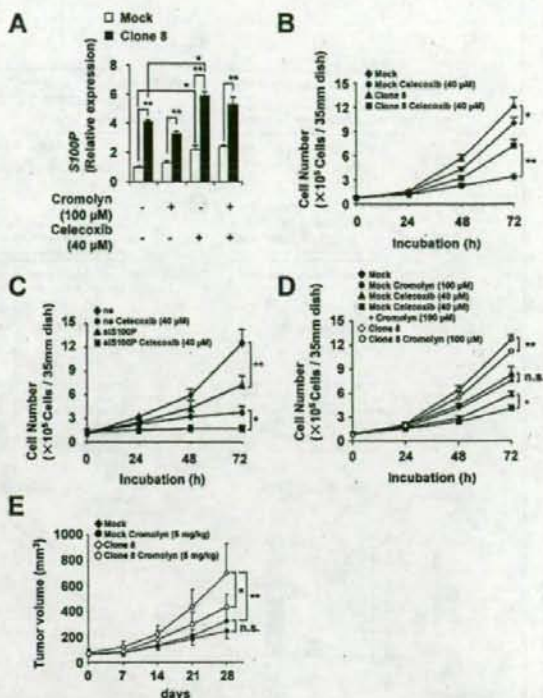 A
Mock
Clone 8
S100P
(Relative expression)
8
6
4
2
0
**
**
*
*
**
**
Cromolyn
(100 μM)
- + - +
Celecoxib
(40 μM)
- - + +
B
Mock
Mock Celecoxib (40 μM)
Clone 8
Clone 8 Celecoxib (40 μM)
Cell Number
(×10⁵ Cells / 35mm dish)
15
12
9
6
3
0
*
**
0 24 48 72
Incubation (h)
C
ns
ns Celecoxib (40 μM)
siS100P
siS100P Celecoxib (40 μM)
Cell Number
(×10⁵ Cells / 35mm dish)
15
12
9
6
3
0
**
*
0 24 48 72
Incubation (h)
D
Mock
Mock Cromolyn (100 μM)
Mock Celecoxib (40 μM)
Mock Celecoxib (40 μM)
+ Cromolyn (100 μM)
Clone 8
Clone 8 Cromolyn (100 μM)
Cell Number
(×10⁵ Cells / 35mm dish)
15
12
9
6
3
0
**
n.s.
*
0 24 48 72
Incubation (h)
E
Mock
Mock Cromolyn (5 mg/kg)
Clone 8
Clone 8 Cromolyn (5 mg/kg)
Tumor volume (mm³)
1000
800
600
400
200
0
*
**
n.s.
0 7 14 21 28
days